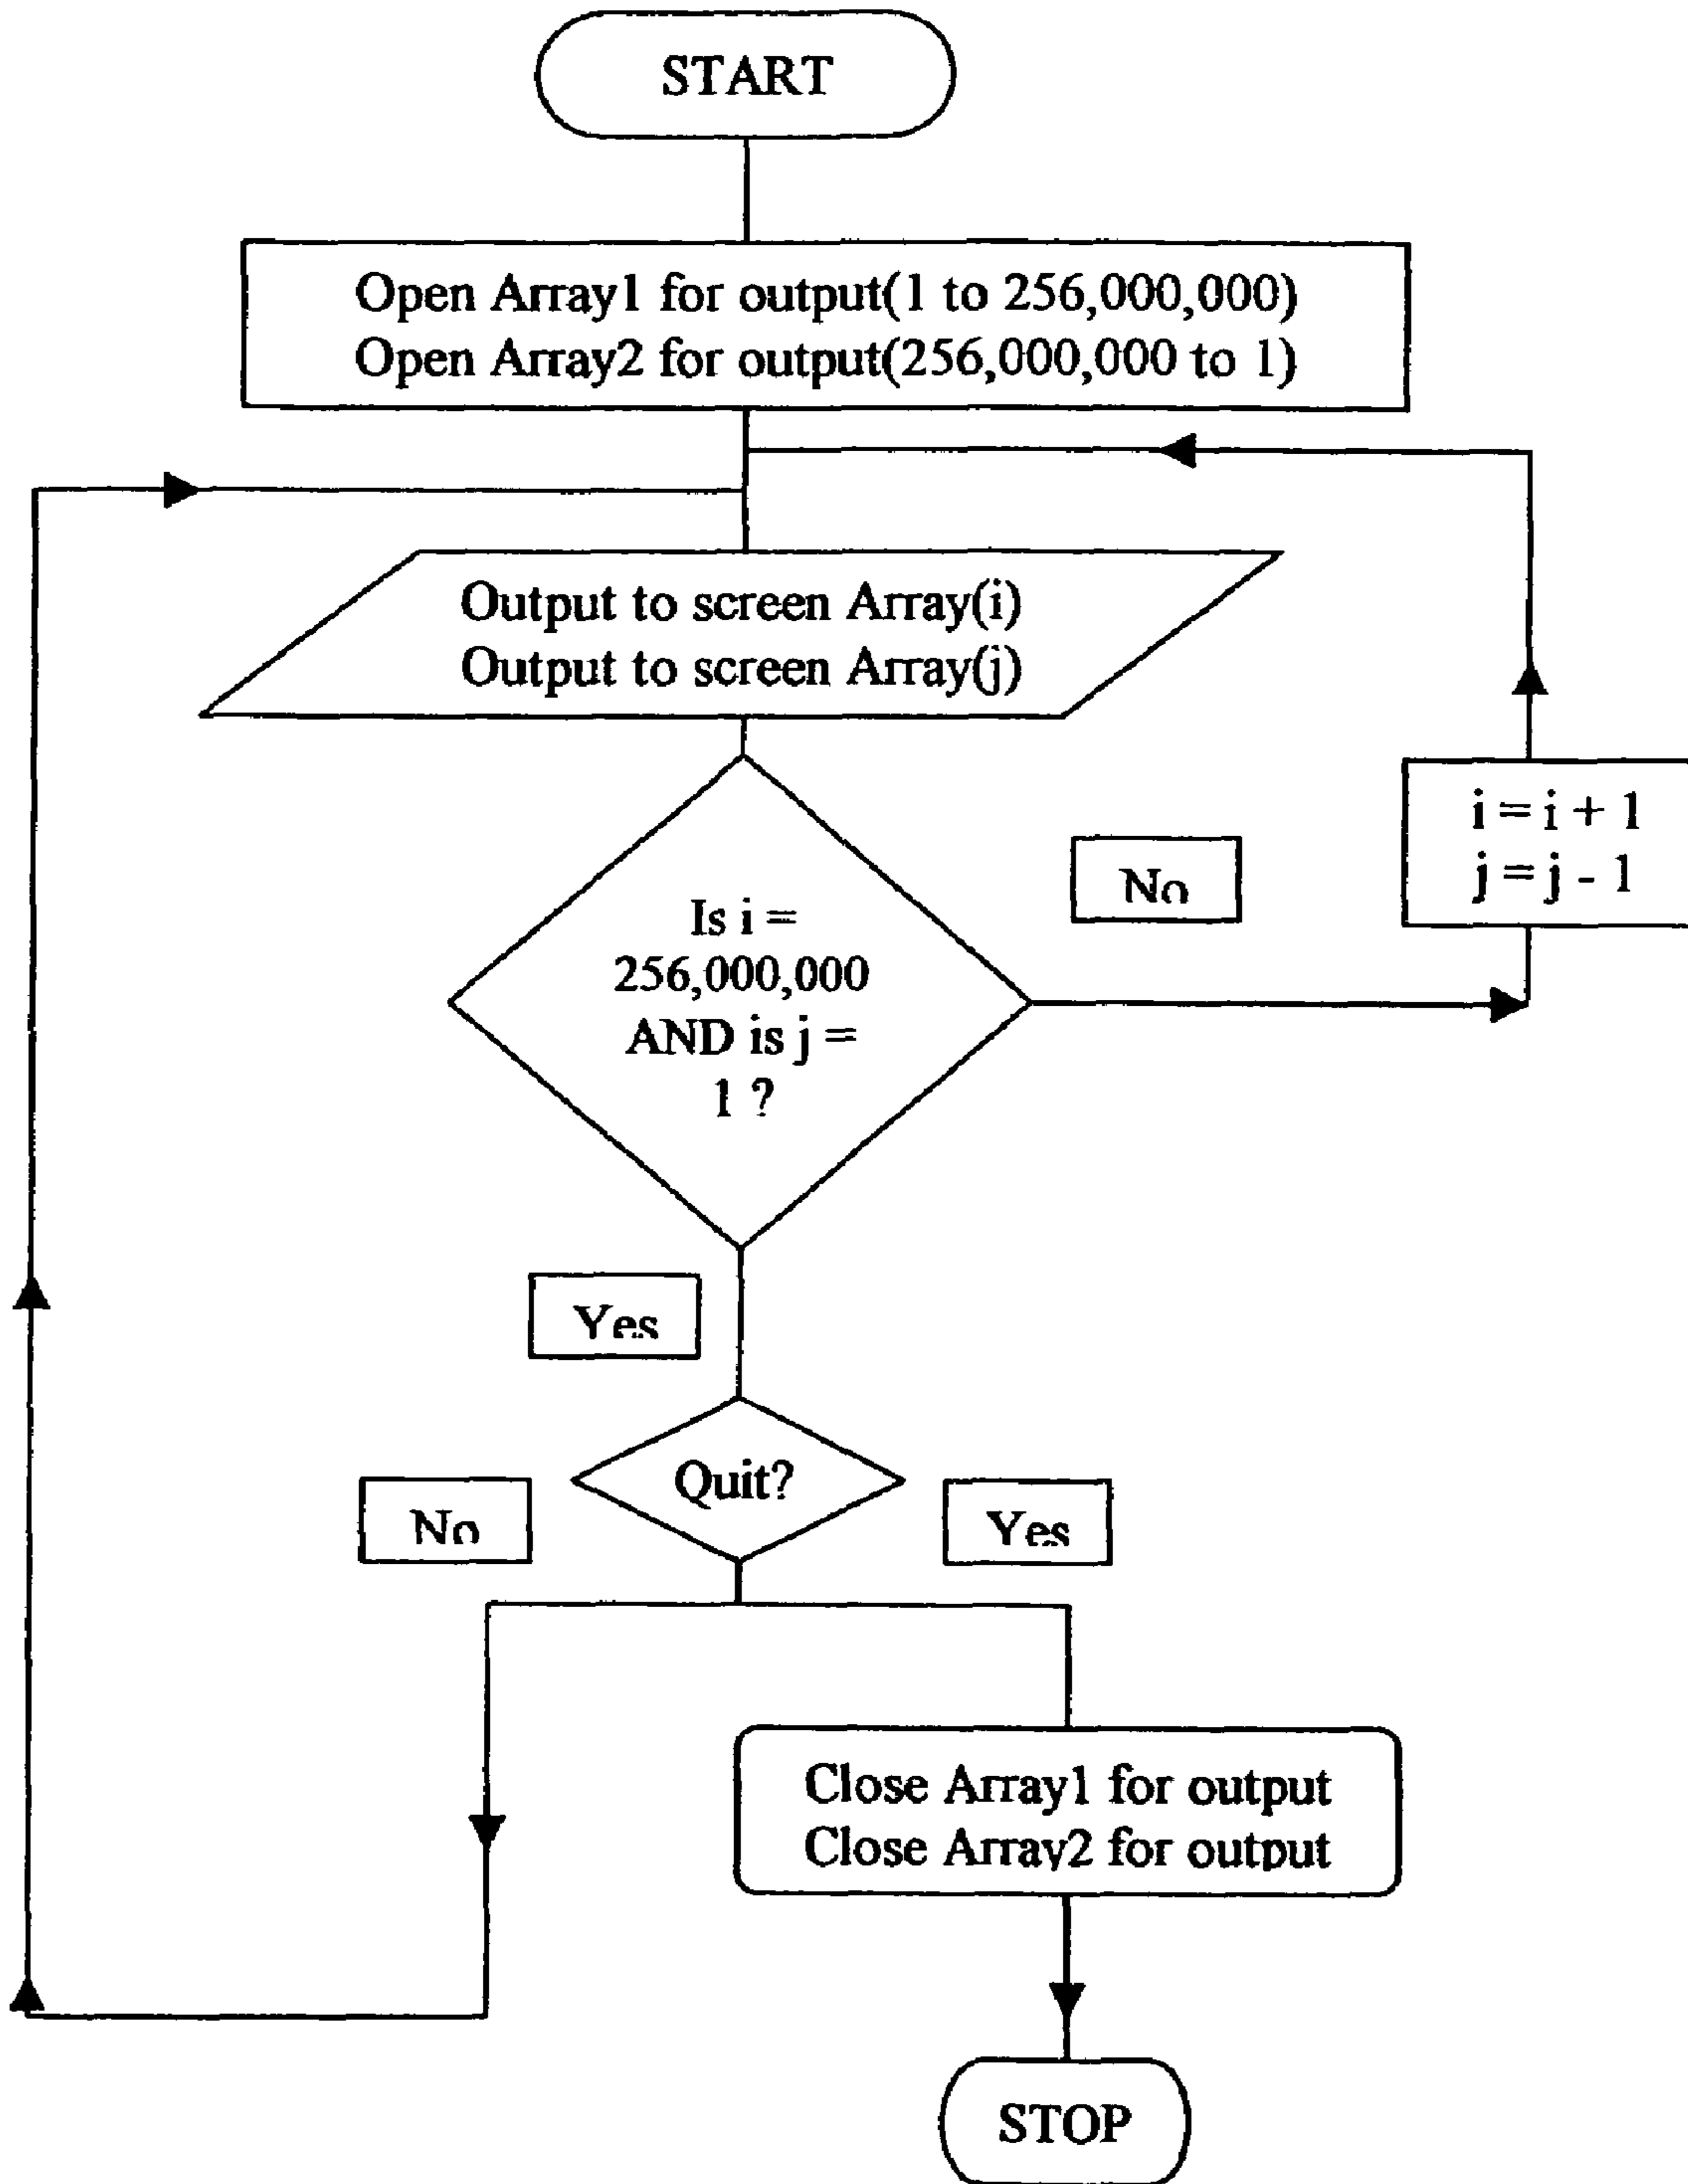 START
Open Array1 for output(1 to 256,000,000)
Open Array2 for output(256,000,000 to 1)
Output to screen Array(i)
Output to screen Array(j)
i = i + 1
j = j - 1
No
Is i =
256,000,000
AND is j =
1 ?
Yes
Quit?
No
Yes
Close Array1 for output
Close Array2 for output
STOP